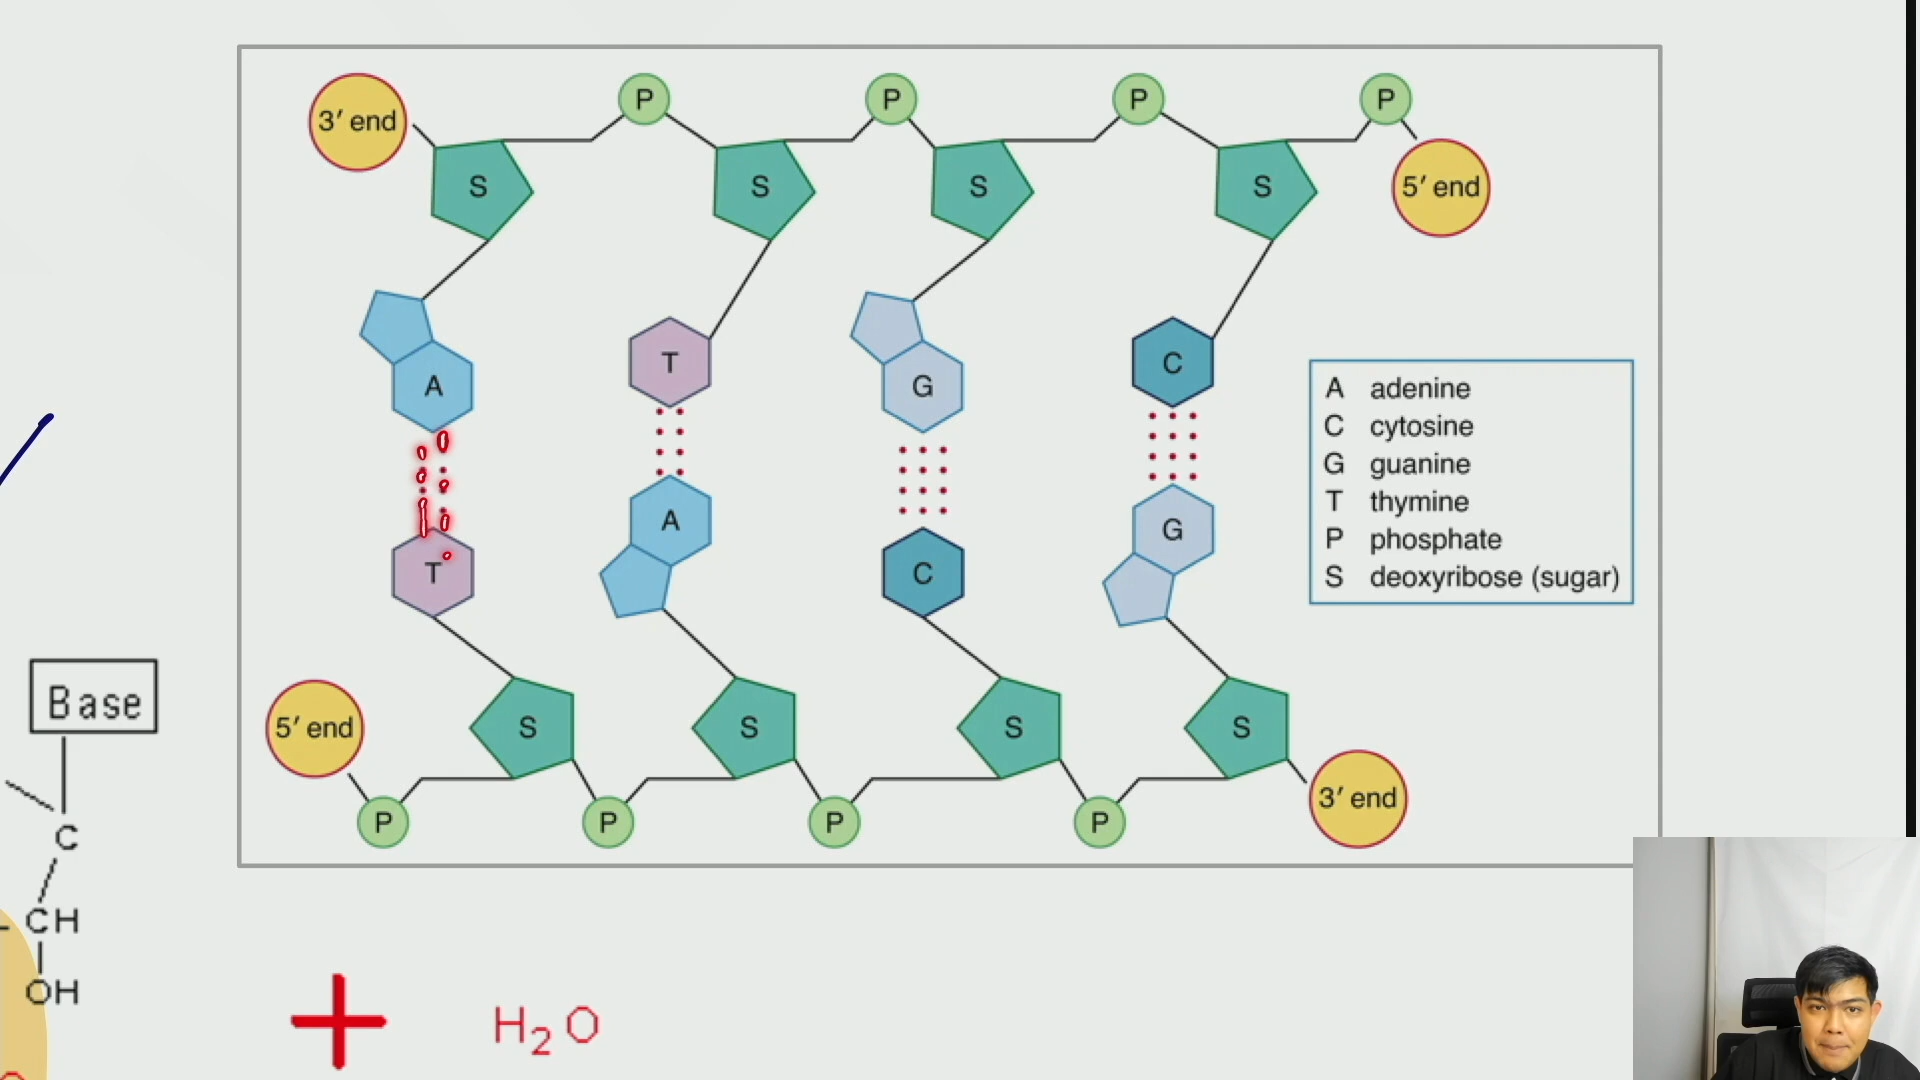 3′ end
P
P
P
P
5′ end
S
S
S
S
A
T
G
C
T
A
C
G
A adenine
C cytosine
G guanine
T thymine
P phosphate
S deoxyribose (sugar)
5′ end
S
S
S
S
3′ end
P
P
P
P
Base
C
CH
OH
+ H₂O